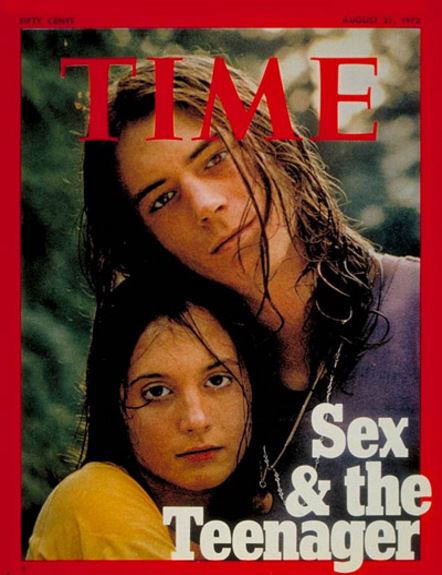 FIFTY CENTS
AUGUST 21, 1972
TIME
Sex
& the
Teenager